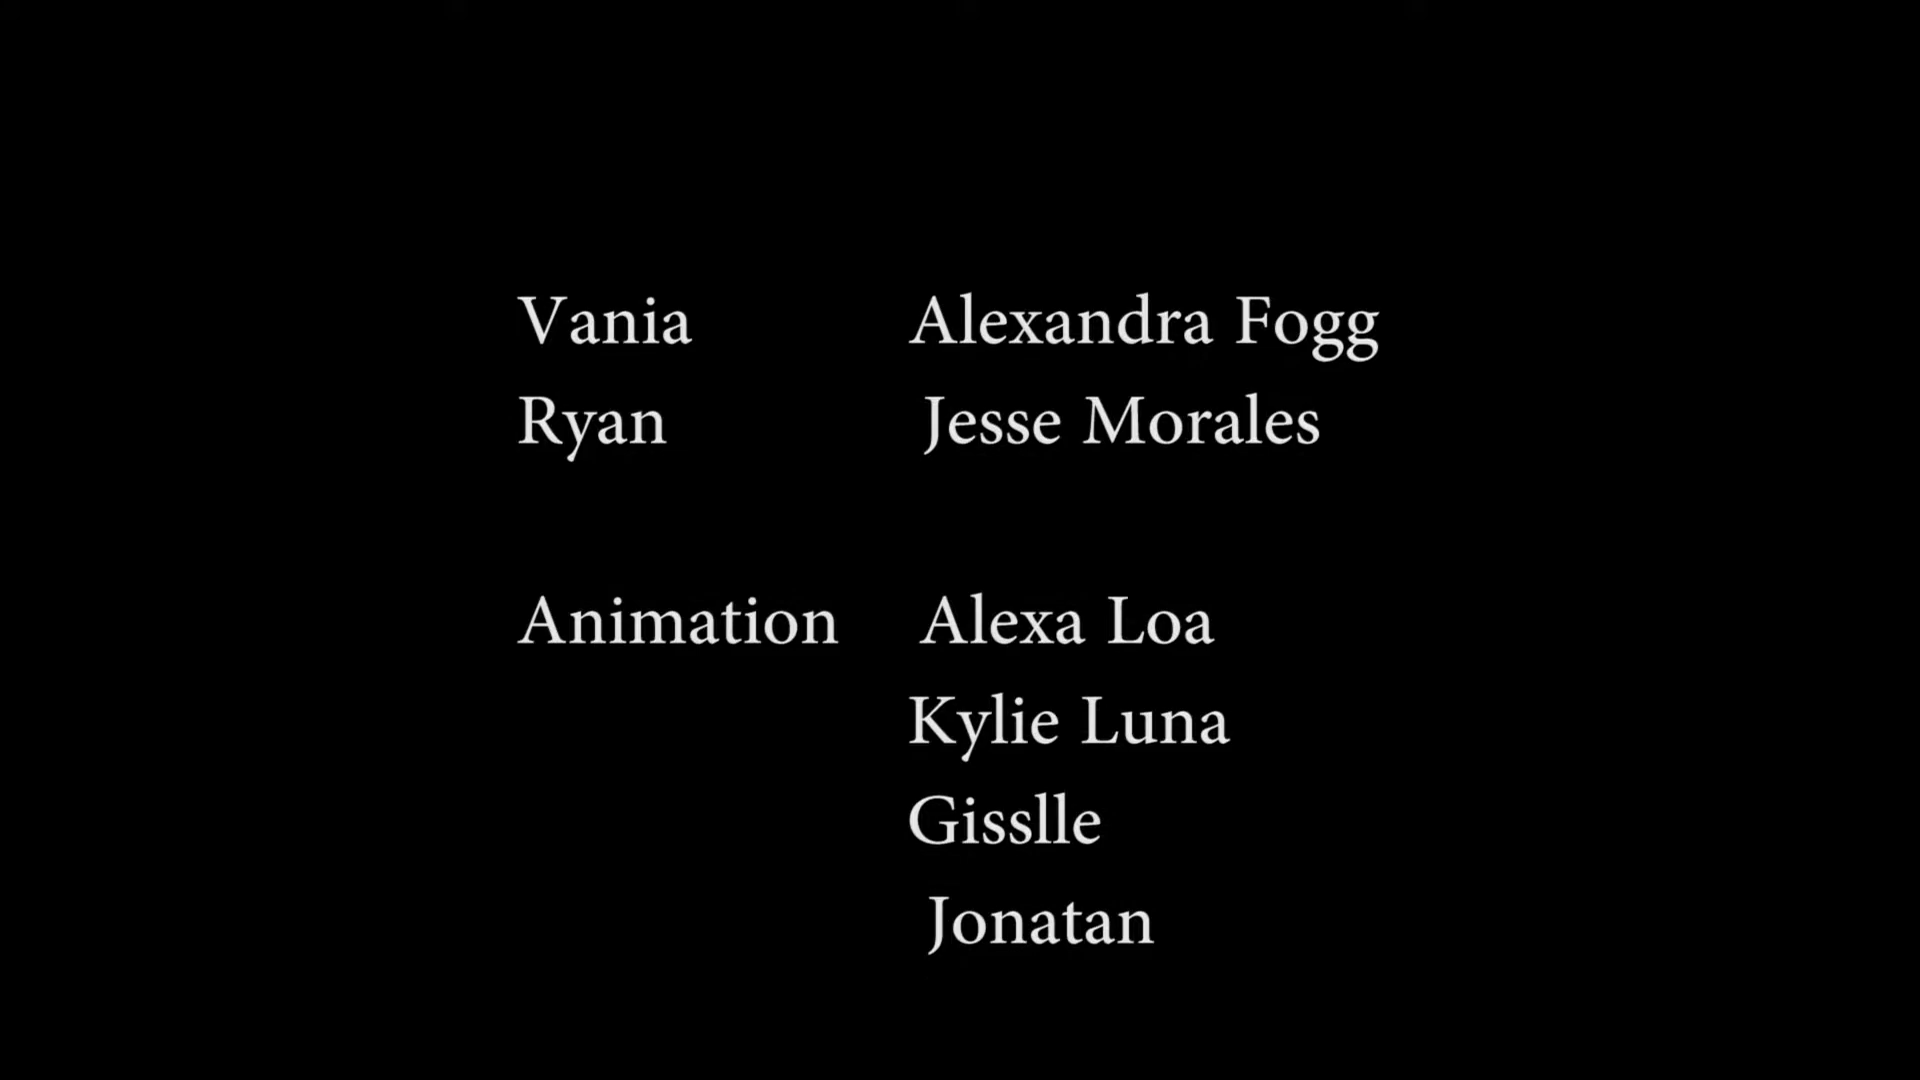 Vania Alexandra Fogg
Ryan Jesse Morales
Animation Alexa Loa
Kylie Luna
Gisslle
Jonatan